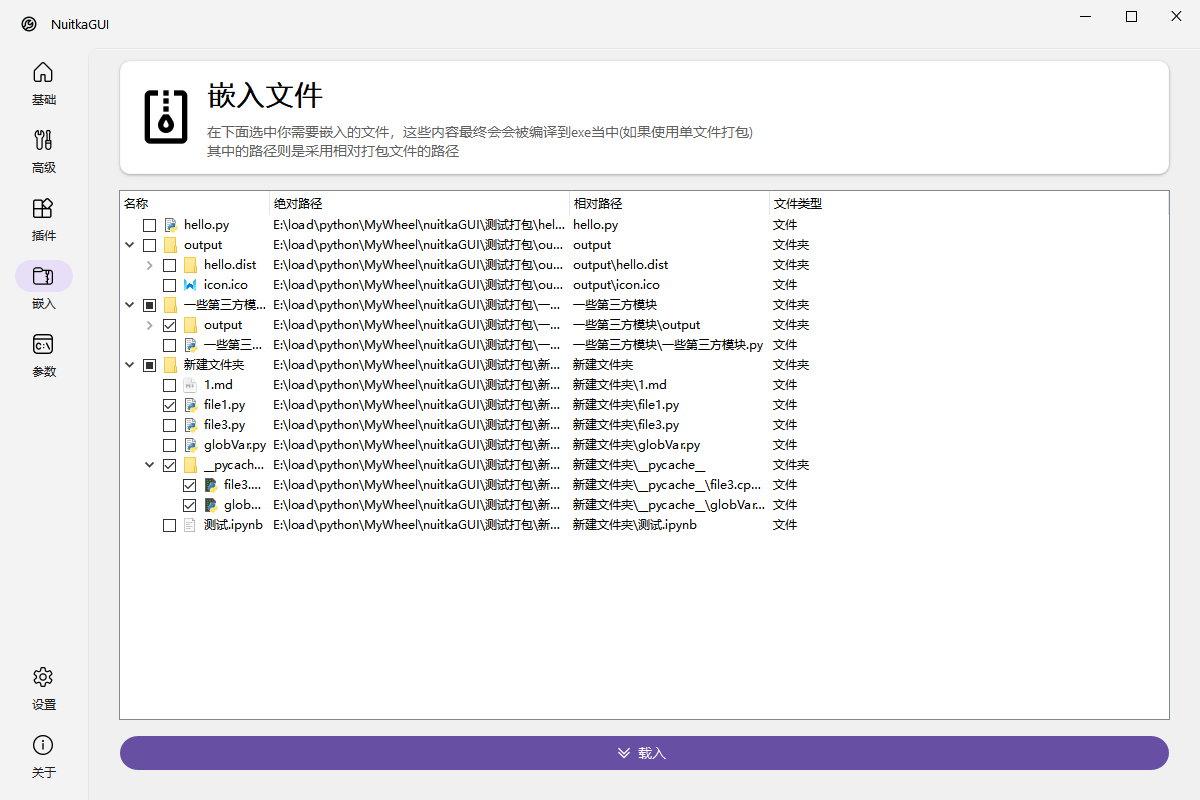 NuitkaGUI
基础
高级
插件
嵌入
参数
设置
关于
嵌入文件
在下面选中你需要嵌入的文件，这些内容最终会会被编译到exe当中(如果使用单文件打包)
其中的路径则是采用相对打包文件的路径
名称 绝对路径 相对路径 文件类型
hello.py E:\load\python\MyWheel\nuitkaGUI\测试打包\hel... hello.py 文件
output E:\load\python\MyWheel\nuitkaGUI\测试打包\ou... output 文件夹
hello.dist E:\load\python\MyWheel\nuitkaGUI\测试打包\ou... output\hello.dist 文件夹
icon.ico E:\load\python\MyWheel\nuitkaGUI\测试打包\ou... output\icon.ico 文件
一些第三方模... E:\load\python\MyWheel\nuitkaGUI\测试打包\一... 一些第三方模块 文件夹
output E:\load\python\MyWheel\nuitkaGUI\测试打包\一... 一些第三方模块\output 文件夹
一些第三... E:\load\python\MyWheel\nuitkaGUI\测试打包\一... 一些第三方模块\一些第三方模块.py 文件
新建文件夹 E:\load\python\MyWheel\nuitkaGUI\测试打包\新... 新建文件夹 文件夹
1.md E:\load\python\MyWheel\nuitkaGUI\测试打包\新... 新建文件夹\1.md 文件
file1.py E:\load\python\MyWheel\nuitkaGUI\测试打包\新... 新建文件夹\file1.py 文件
file3.py E:\load\python\MyWheel\nuitkaGUI\测试打包\新... 新建文件夹\file3.py 文件
globVar.py E:\load\python\MyWheel\nuitkaGUI\测试打包\新... 新建文件夹\globVar.py 文件
__pycach... E:\load\python\MyWheel\nuitkaGUI\测试打包\新... 新建文件夹\__pycache__ 文件夹
file3.... E:\load\python\MyWheel\nuitkaGUI\测试打包\新... 新建文件夹\__pycache__\file3.cp... 文件
glob... E:\load\python\MyWheel\nuitkaGUI\测试打包\新... 新建文件夹\__pycache__\globVar... 文件
测试.ipynb E:\load\python\MyWheel\nuitkaGUI\测试打包\新... 新建文件夹\测试.ipynb 文件
载入